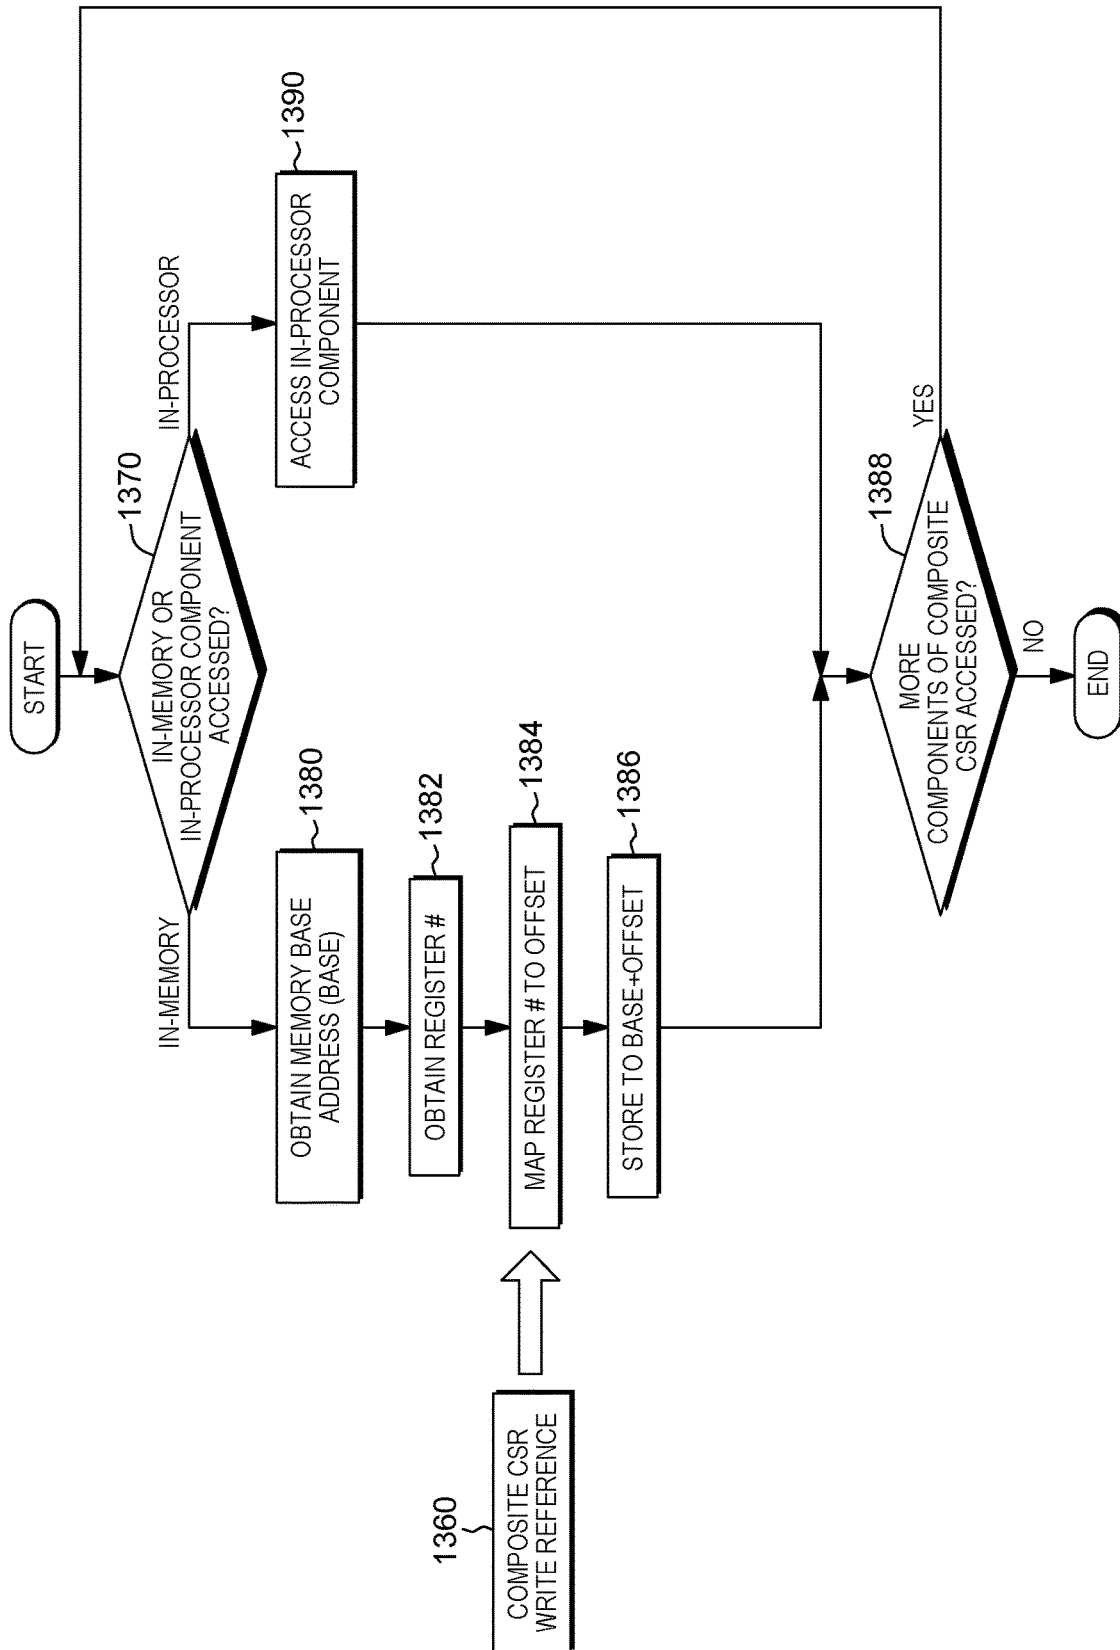 START
IN-MEMORY OR
IN-PROCESSOR COMPONENT
ACCESSED?
1370
IN-MEMORY
IN-PROCESSOR
OBTAIN MEMORY BASE
ADDRESS (BASE)
1380
ACCESS IN-PROCESSOR
COMPONENT
1390
OBTAIN REGISTER #
1382
COMPOSITE CSR
WRITE REFERENCE
1360
MAP REGISTER # TO OFFSET
1384
STORE TO BASE+OFFSET
1386
MORE
COMPONENTS OF COMPOSITE
CSR ACCESSED?
1388
YES
NO
END